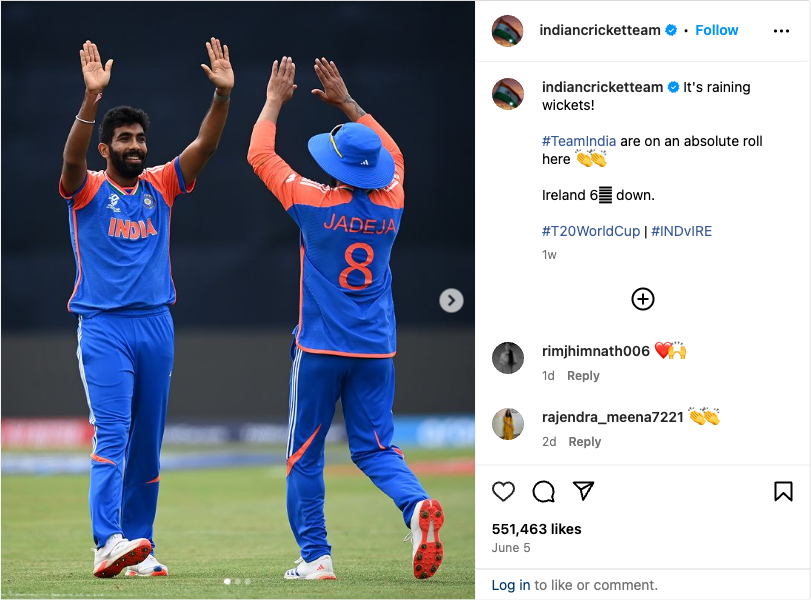 INDIA
JADEJA
8
indiancricketteam • Follow
indiancricketteam It's raining
wickets!
#TeamIndia are on an absolute roll
here 👏👏
Ireland 6 down.
#T20WorldCup | #INDvIRE
1w
rimjhimnath006 ❤️🙌
1d Reply
rajendra_meena7221 👏👏
2d Reply
551,463 likes
June 5
Log in to like or comment.